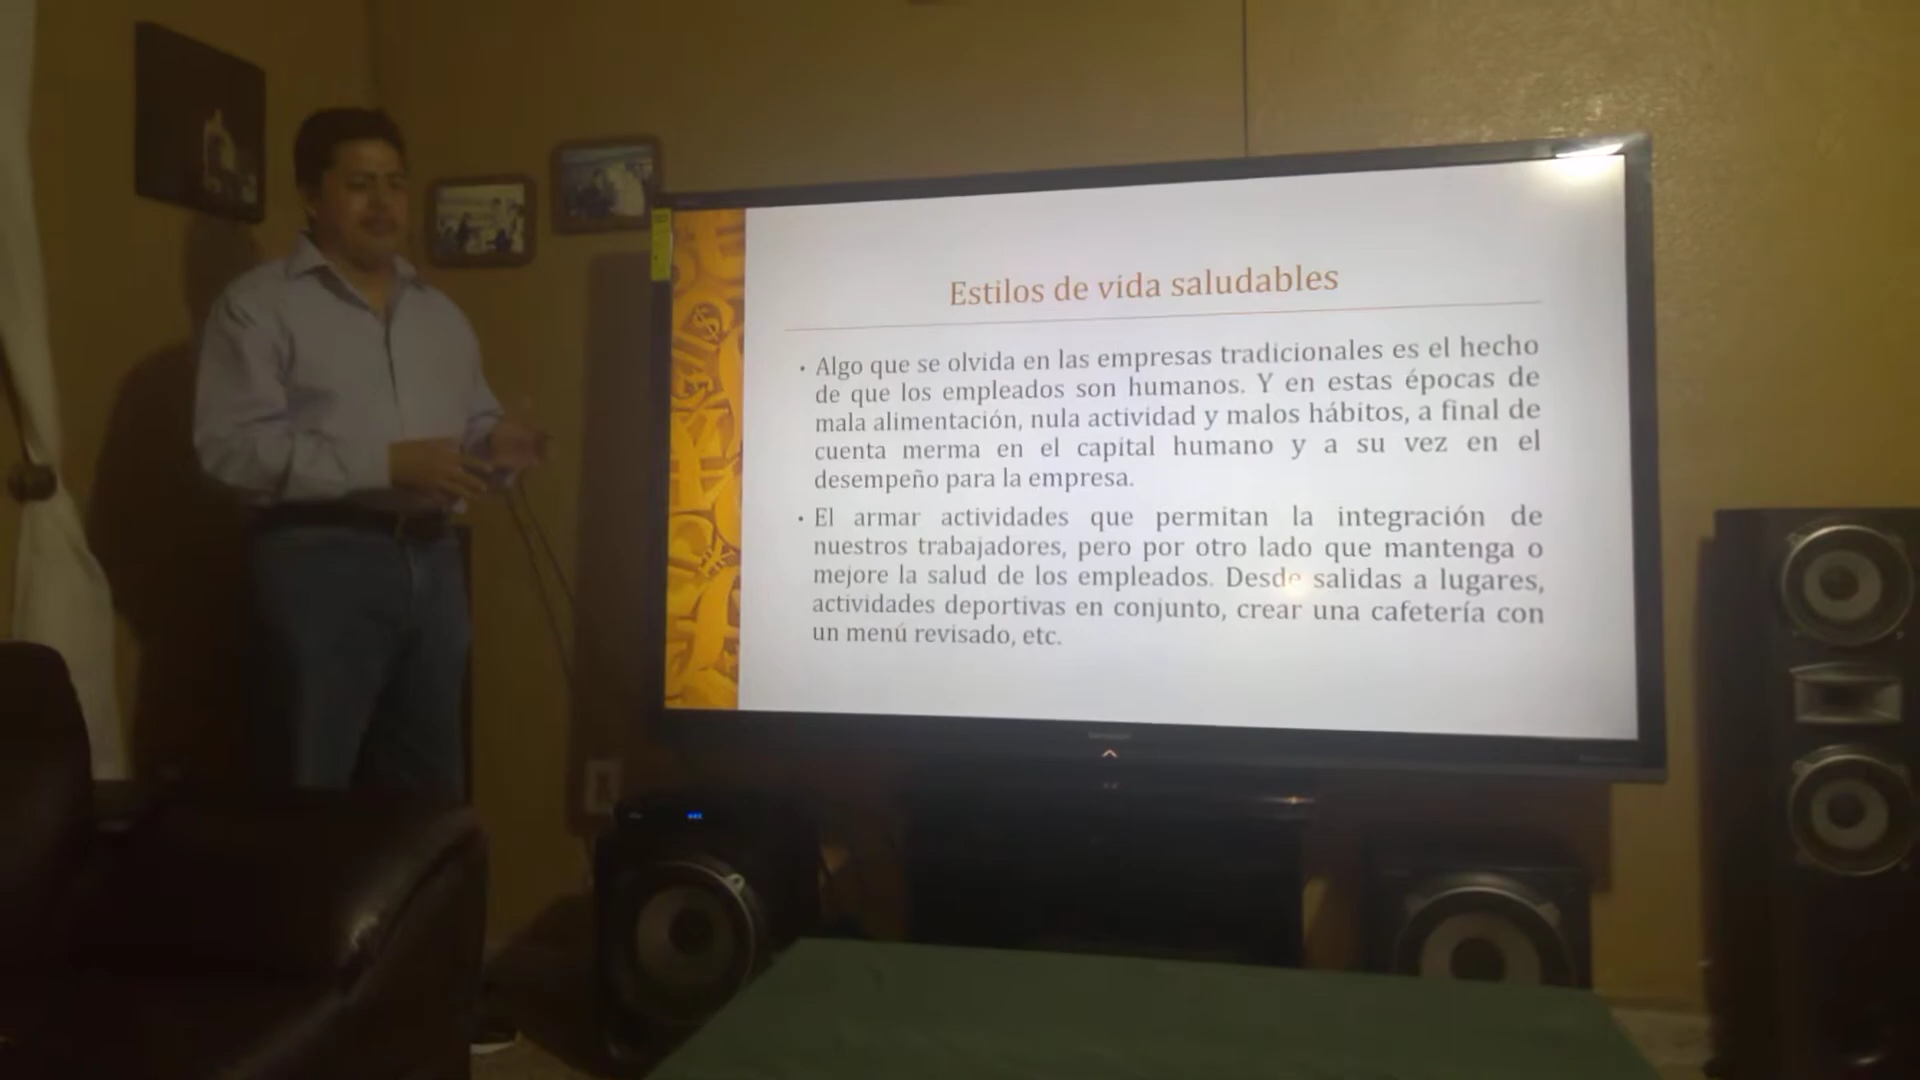 Estilos de vida saludables
• Algo que se olvida en las empresas tradicionales es el hecho
de que los empleados son humanos. Y en estas épocas de
mala alimentación, nula actividad y malos hábitos, a final de
cuenta merma en el capital humano y a su vez en el
desempeño para la empresa.
• El armar actividades que permitan la integración de
nuestros trabajadores, pero por otro lado que mantenga o
mejore la salud de los empleados. Desde salidas a lugares,
actividades deportivas en conjunto, crear una cafetería con
un menú revisado, etc.